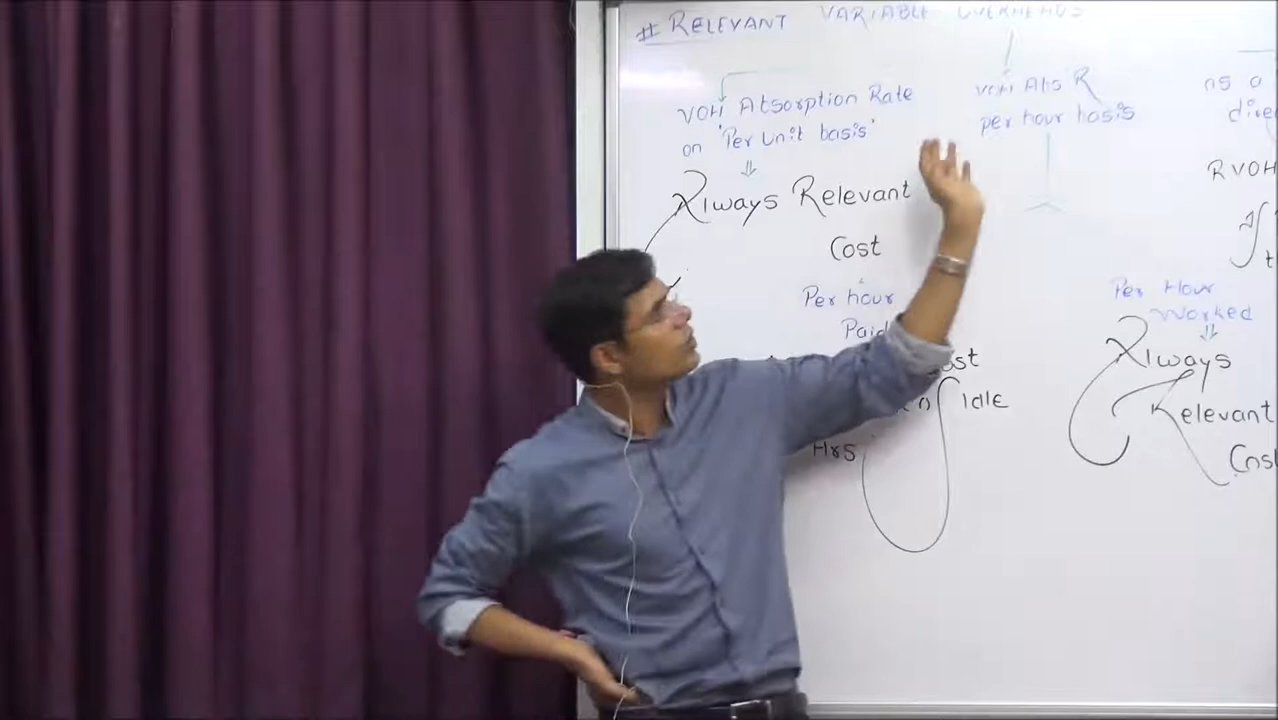 # RELEVANT VARIABLE OVERHEADS
VOH Absorption Rate
on 'Per Unit basis'
Always Relevant
Cost
VOH Abs R
per hour basis
Per hour
Paid
Idle
Hrs
Per Hour
Worked
Always
Relevant
Cost
as a
RVOH